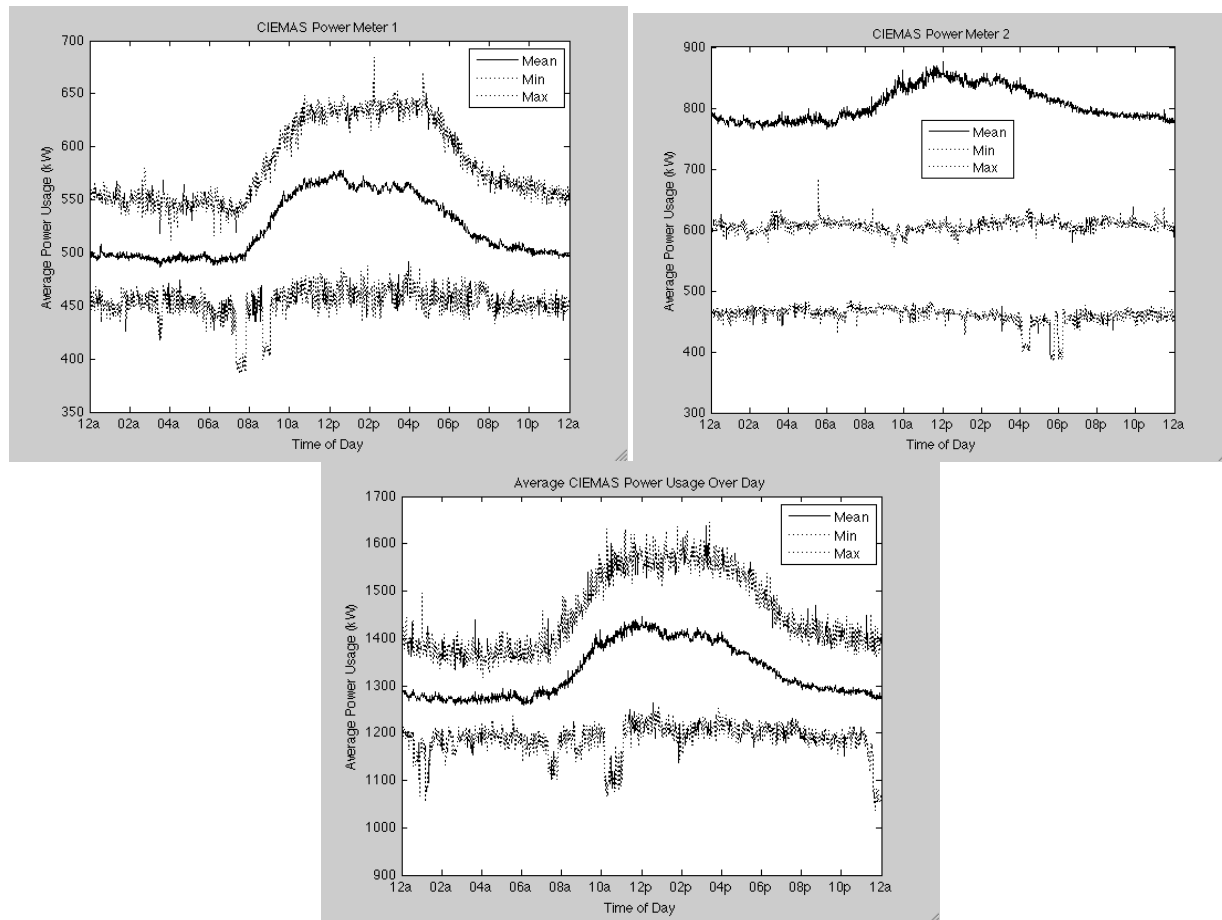 CIEMAS Power Meter 1
700
650
600
550
500
450
400
350
Average Power Usage (kW)
Mean
Min
Max
12a 02a 04a 06a 08a 10a 12p 02p 04p 06p 08p 10p 12a
Time of Day
CIEMAS Power Meter 2
900
800
700
600
500
400
300
Average Power Usage (kW)
Mean
Min
Max
12a 02a 04a 06a 08a 10a 12p 02p 04p 06p 08p 10p 12a
Time of Day
Average CIEMAS Power Usage Over Day
1700
1600
1500
1400
1300
1200
1100
1000
900
Average Power Usage (kW)
Mean
Min
Max
12a 02a 04a 06a 08a 10a 12p 02p 04p 06p 08p 10p 12a
Time of Day